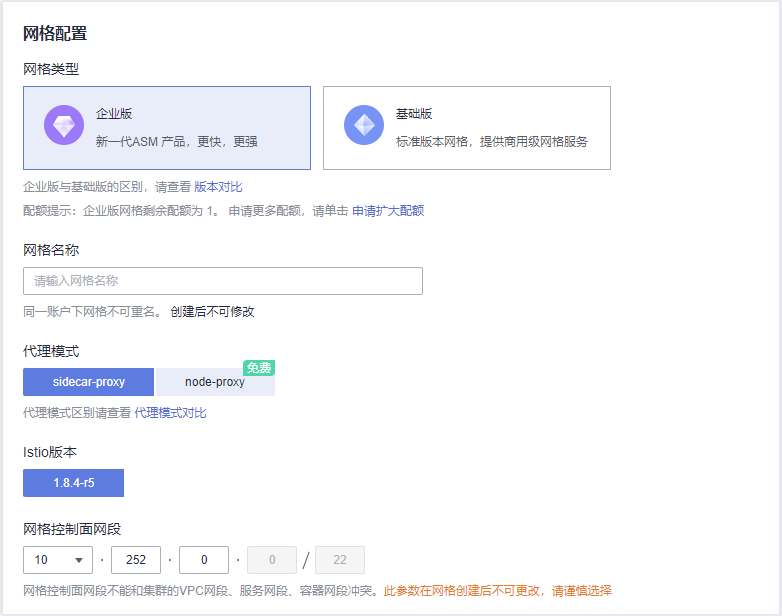 网格配置
网格类型
企业版
新一代ASM 产品，更快，更强
基础版
标准版本网格，提供商用级网格服务
企业版与基础版的区别，请查看 版本对比
配额提示：企业版网格剩余配额为 1。 申请更多配额，请单击 申请扩大配额
网格名称
请输入网格名称
同一账户下网格不可重名。 创建后不可修改
代理模式
sidecar-proxy
node-proxy
免费
代理模式区别请查看 代理模式对比
Istio版本
1.8.4-r5
网格控制面网段
10 · 252 · 0 · 0 / 22
网格控制面网段不能和集群的VPC网段、服务网段、容器网段冲突。此参数在网格创建后不可更改，请谨慎选择